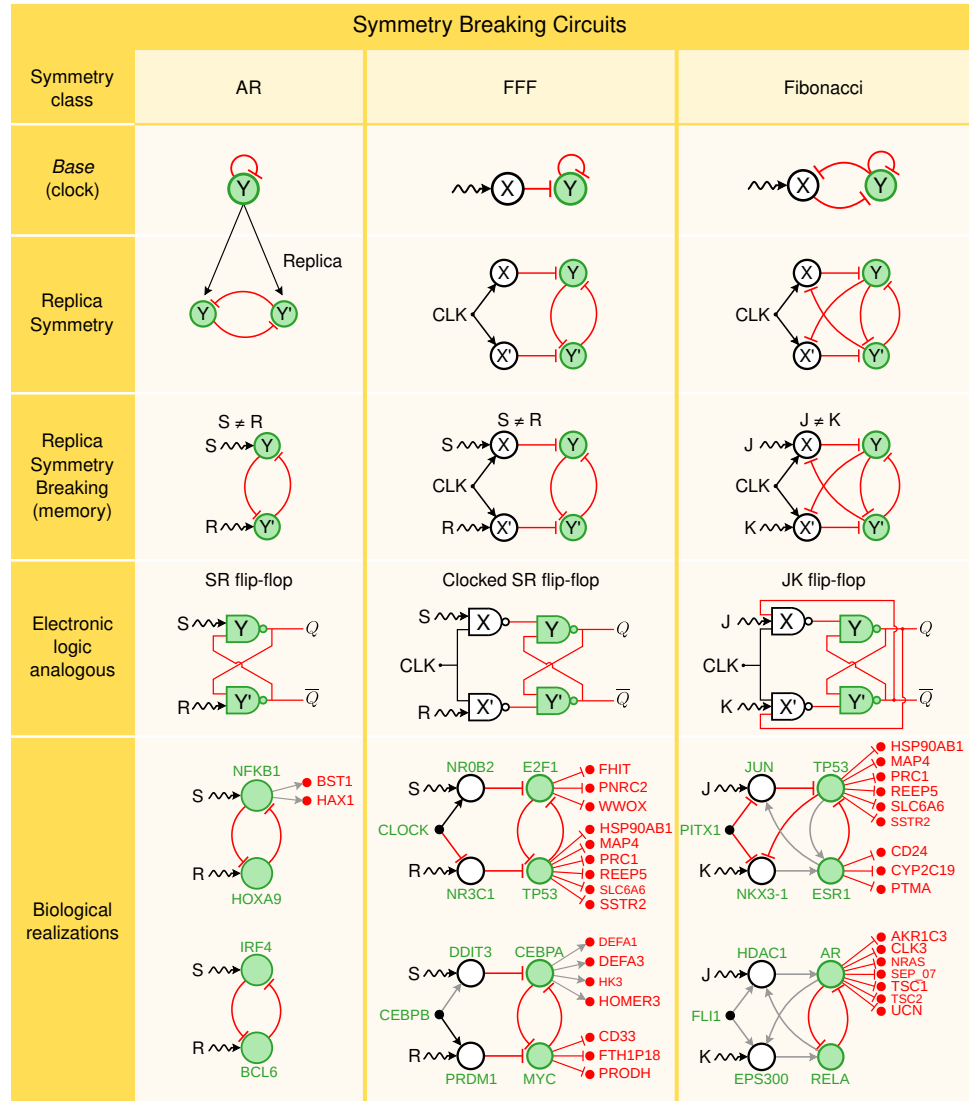 Symmetry Breaking Circuits
Symmetry class
AR
FFF
Fibonacci
Base (clock)
Y
X
Y
X
Y
Replica Symmetry
Replica
Y
Y'
CLK
X
Y
X'
Y'
CLK
X
Y
X'
Y'
Replica Symmetry Breaking (memory)
S ≠ R
S
Y
R
Y'
S ≠ R
S
X
Y
CLK
R
X'
Y'
J ≠ K
J
X
Y
CLK
K
X'
Y'
Electronic logic analogous
SR flip-flop
S
Y
Q
R
Y'
Q̅
Clocked SR flip-flop
S
X
Y
Q
CLK
R
X'
Y'
Q̅
JK flip-flop
J
X
Y
Q
CLK
K
X'
Y'
Q̅
Biological realizations
NFKB1
BST1
HAX1
S
R
HOXA9
NR0B2
E2F1
S
FHIT
PNRC2
WWOX
CLOCK
HSP90AB1
MAP4
PRC1
REEP5
SLC6A6
SSTR2
R
NR3C1
TP53
JUN
TP53
J
HSP90AB1
MAP4
PRC1
REEP5
SLC6A6
SSTR2
PITX1
CD24
CYP2C19
PTMA
K
NKX3-1
ESR1
IRF4
S
R
BCL6
DDIT3
CEBPA
S
DEFA1
DEFA3
HK3
HOMER3
CEBPB
CD33
FTH1P18
PRODH
R
PRDM1
MYC
HDAC1
AR
J
AKR1C3
CLK3
NRAS
SEP_07
TSC1
TSC2
UCN
FLI1
K
EPS300
RELA